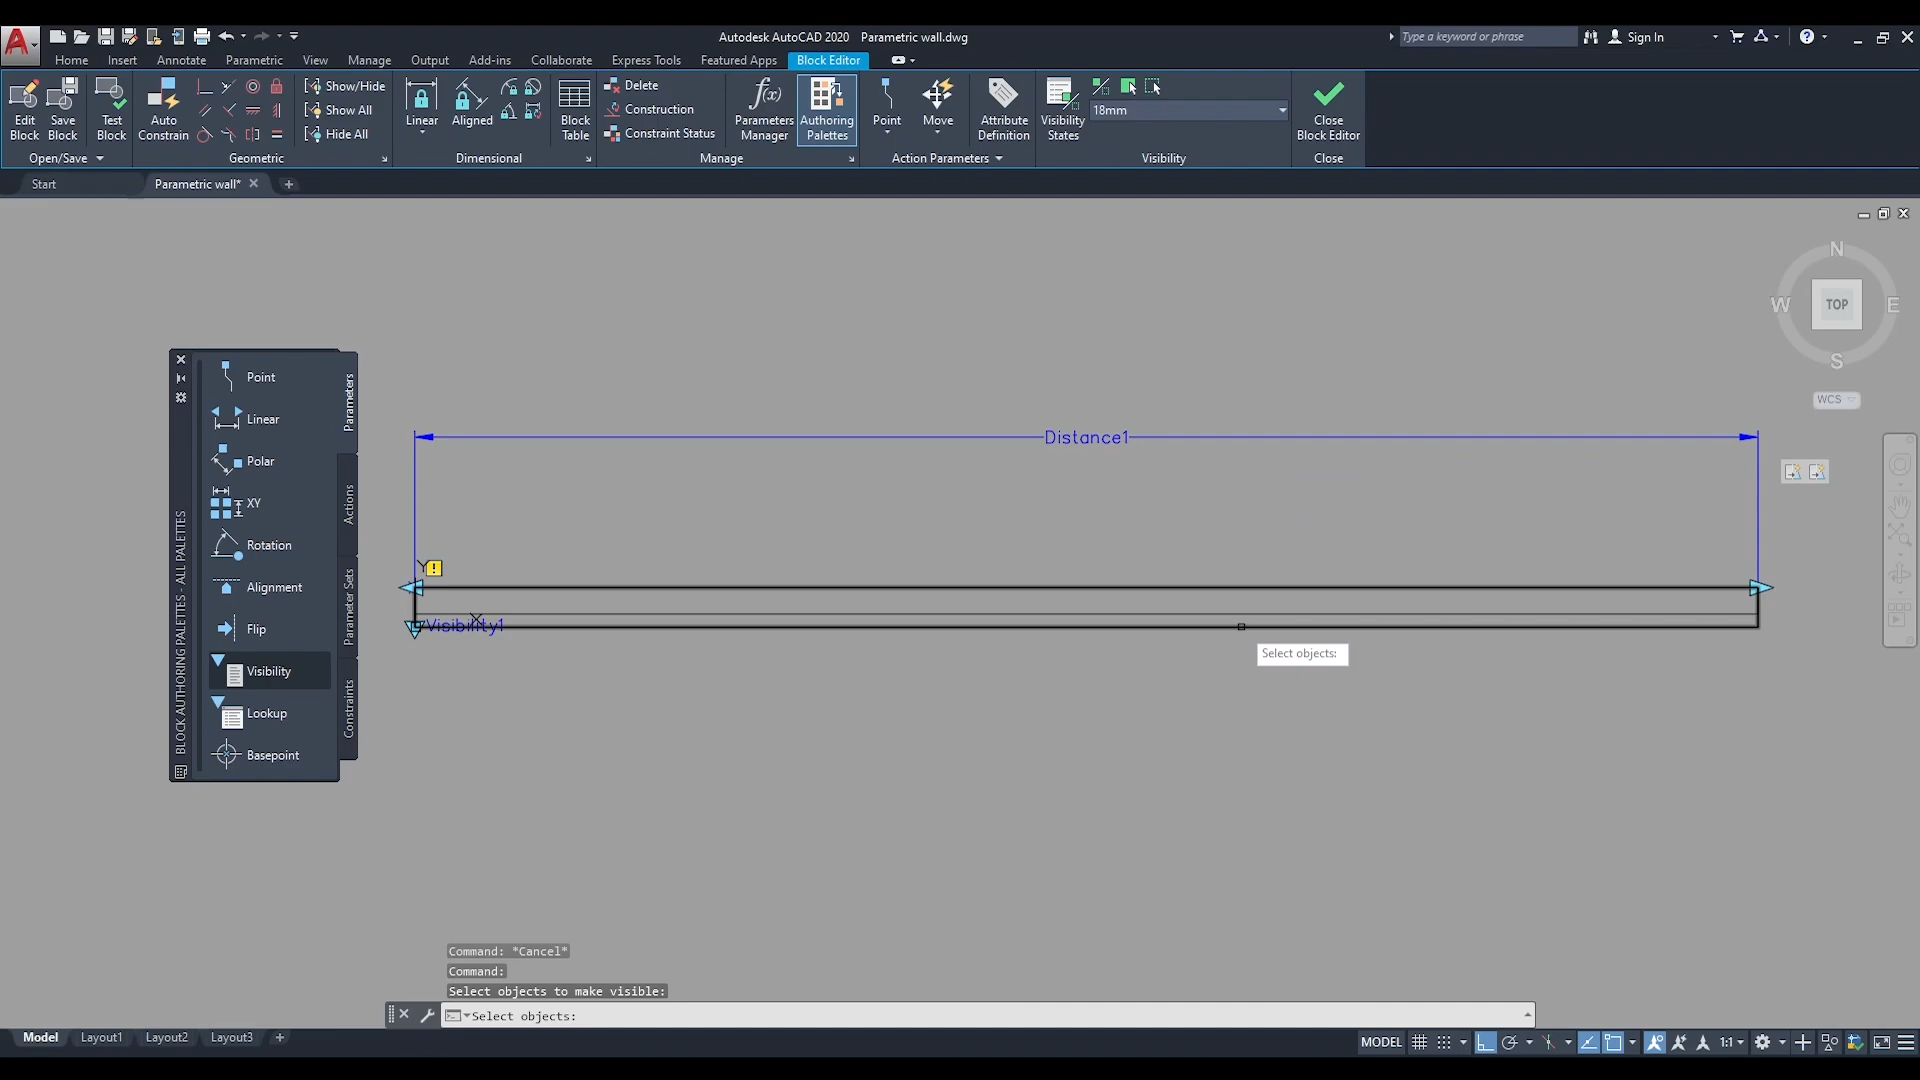 Autodesk AutoCAD 2020 Parametric wall.dwg
Type a keyword or phrase
Sign In
Home Insert Annotate Parametric View Manage Output Add-ins Collaborate Express Tools Featured Apps Block Editor
Edit Block
Save Block
Test Block
Open/Save
Auto Constrain
Show/Hide
Show All
Hide All
Geometric
Linear
Aligned
Dimensional
Block Table
Delete
Construction
Constraint Status
Manage
Parameters Manager
Authoring Palettes
Point
Move
Action Parameters
Attribute Definition
Visibility States
18mm
Visibility
Close Block Editor
Close
Start
Parametric wall*
N
W
TOP
E
S
WCS
BLOCK AUTHORING PALETTES - ALL PALETTES
Point
Linear
Polar
XY
Rotation
Alignment
Flip
Visibility
Lookup
Basepoint
Parameters
Actions
Parameter Sets
Constraints
Distance1
Y
!
Visibility1
Select objects:
Command: *Cancel*
Command:
Select objects to make visible:
Select objects:
Model Layout1 Layout2 Layout3
MODEL
1:1